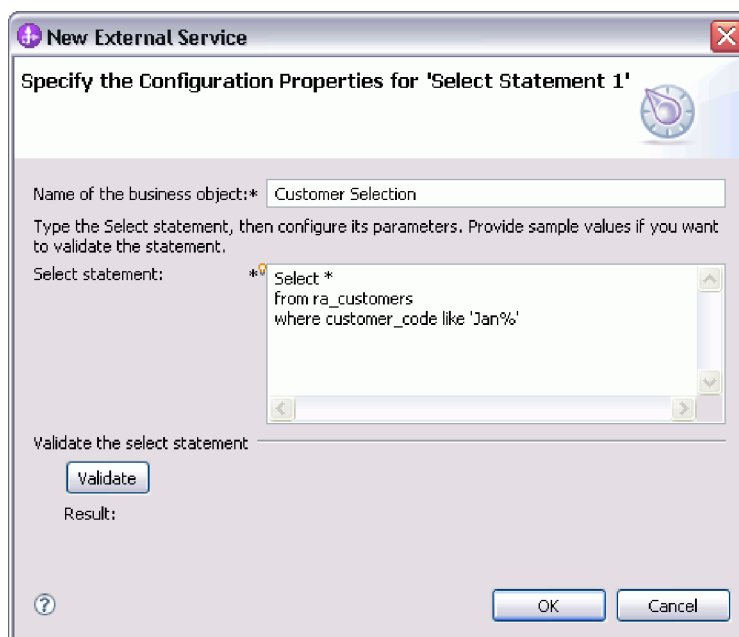 New External Service
Specify the Configuration Properties for 'Select Statement 1'
Name of the business object:* Customer Selection
Type the Select statement, then configure its parameters. Provide sample values if you want
to validate the statement.
Select statement: *
Select *
from ra_customers
where customer_code like 'Jan%'
Validate the select statement
Validate
Result:
? OK Cancel